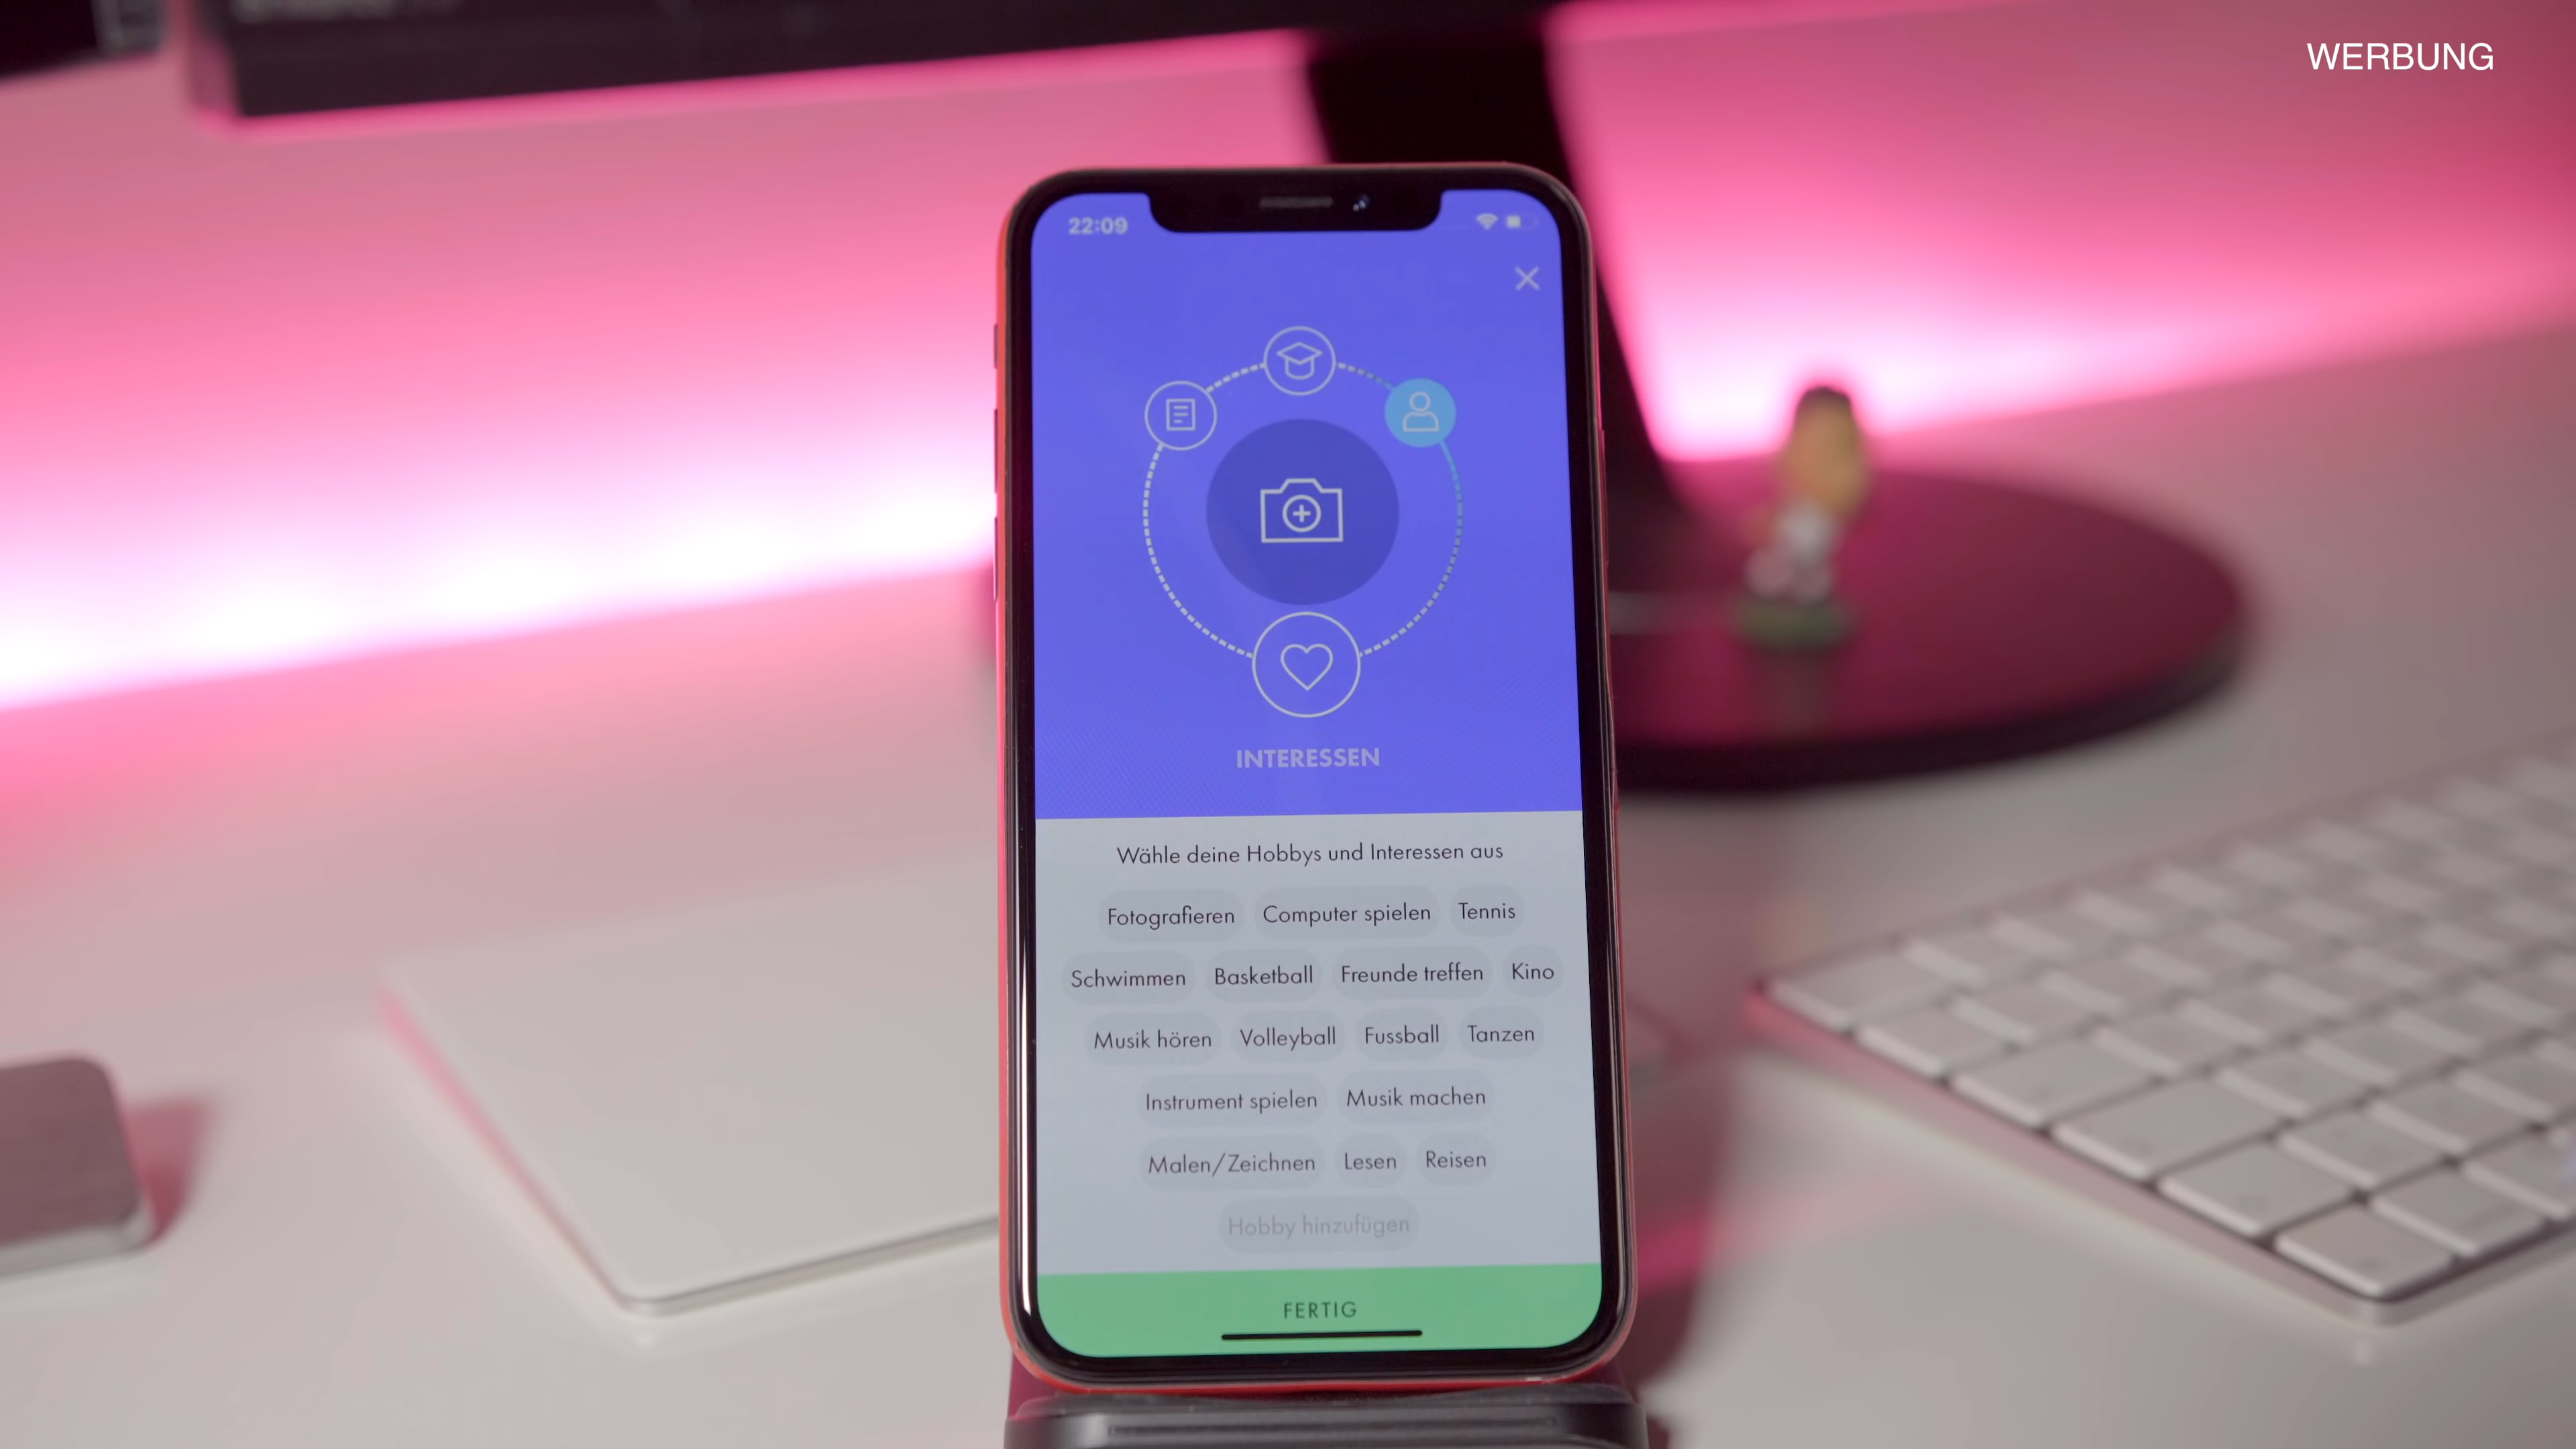 WERBUNG
22:09
INTERESSEN
Wähle deine Hobbys und Interessen aus
Fotografieren Computer spielen Tennis
Schwimmen Basketball Freunde treffen Kino
Musik hören Volleyball Fussball Tanzen
Instrument spielen Musik machen
Malen/Zeichnen Lesen Reisen
Hobby hinzufügen
FERTIG